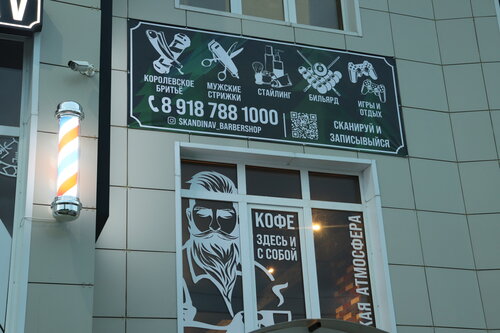 V
КОРОЛЕВСКОЕ
БРИТЬЕ
МУЖСКИЕ
СТРИЖКИ
СТАЙЛИНГ
БИЛЬЯРД
ИГРЫ И
ОТДЫХ
8 918 788 1000
SKANDINAV_BARBERSHOP
СКАНИРУЙ И
ЗАПИСЫВАЙСЯ
КОФЕ
ЗДЕСЬ И
С СОБОЙ
КАЯ АТМОСФЕРА